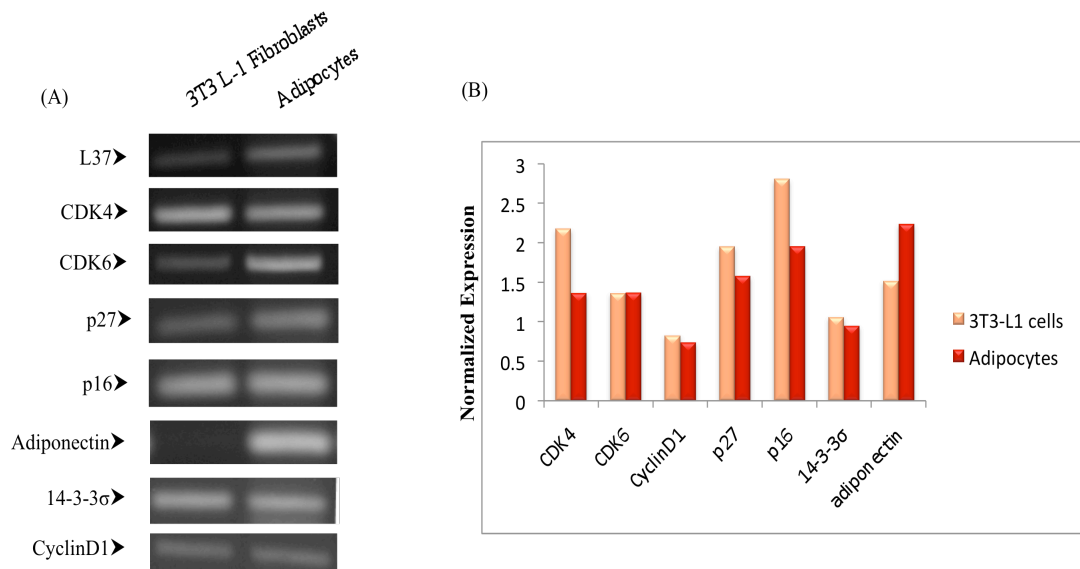 (A)
3T3 L-1 Fibroblasts
Adipocytes
L37
CDK4
CDK6
p27
p16
Adiponectin
14-3-3σ
CyclinD1
(B)
Normalized Expression
3
2.5
2
1.5
1
0.5
0
CDK4
CDK6
CyclinD1
p27
p16
14-3-3σ
adiponectin
3T3-L1 cells
Adipocytes